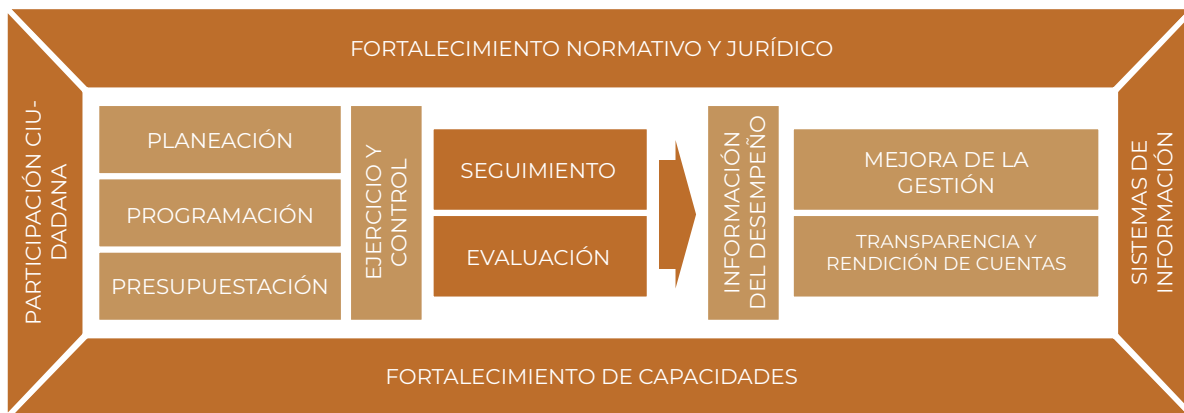 FORTALECIMIENTO NORMATIVO Y JURÍDICO
PARTICIPACIÓN CIU-
DADANA
PLANEACIÓN
PROGRAMACIÓN
PRESUPUESTACIÓN
EJERCICIO Y
CONTROL
SEGUIMIENTO
EVALUACIÓN
INFORMACIÓN
DEL DESEMPEÑO
MEJORA DE LA
GESTIÓN
TRANSPARENCIA Y
RENDICIÓN DE CUENTAS
SISTEMAS DE
INFORMACIÓN
FORTALECIMIENTO DE CAPACIDADES